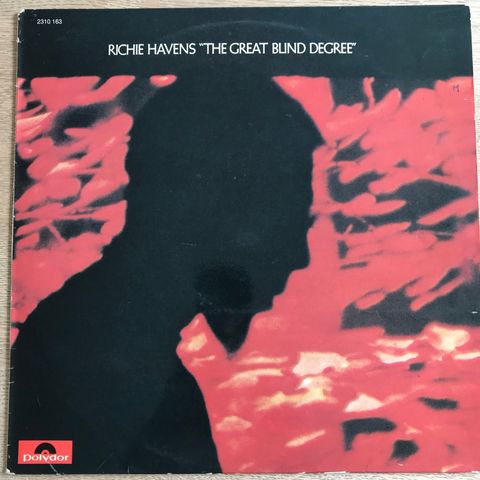 2310 163
RICHIE HAVENS "THE GREAT BLIND DEGREE"
polydor